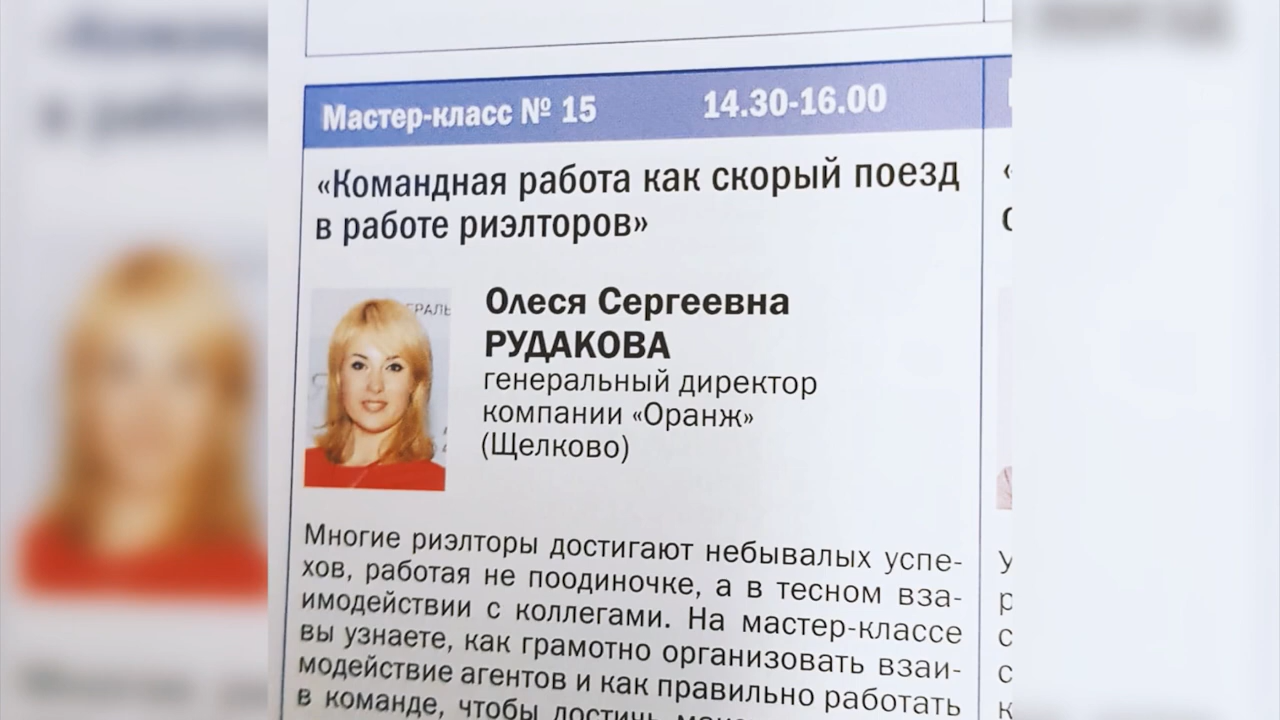 Мастер-класс № 15 14.30-16.00
«Командная работа как скорый поезд
в работе риэлторов»
Олеся Сергеевна
РУДАКОВА
генеральный директор
компании «Оранж»
(Щелково)
Многие риэлторы достигают небывалых успе-
хов, работая не поодиночке, а в тесном вза-
имодействии с коллегами. На мастер-классе
вы узнаете, как грамотно организовать взаи-
модействие агентов и как правильно работать
в команде, чтобы достичь